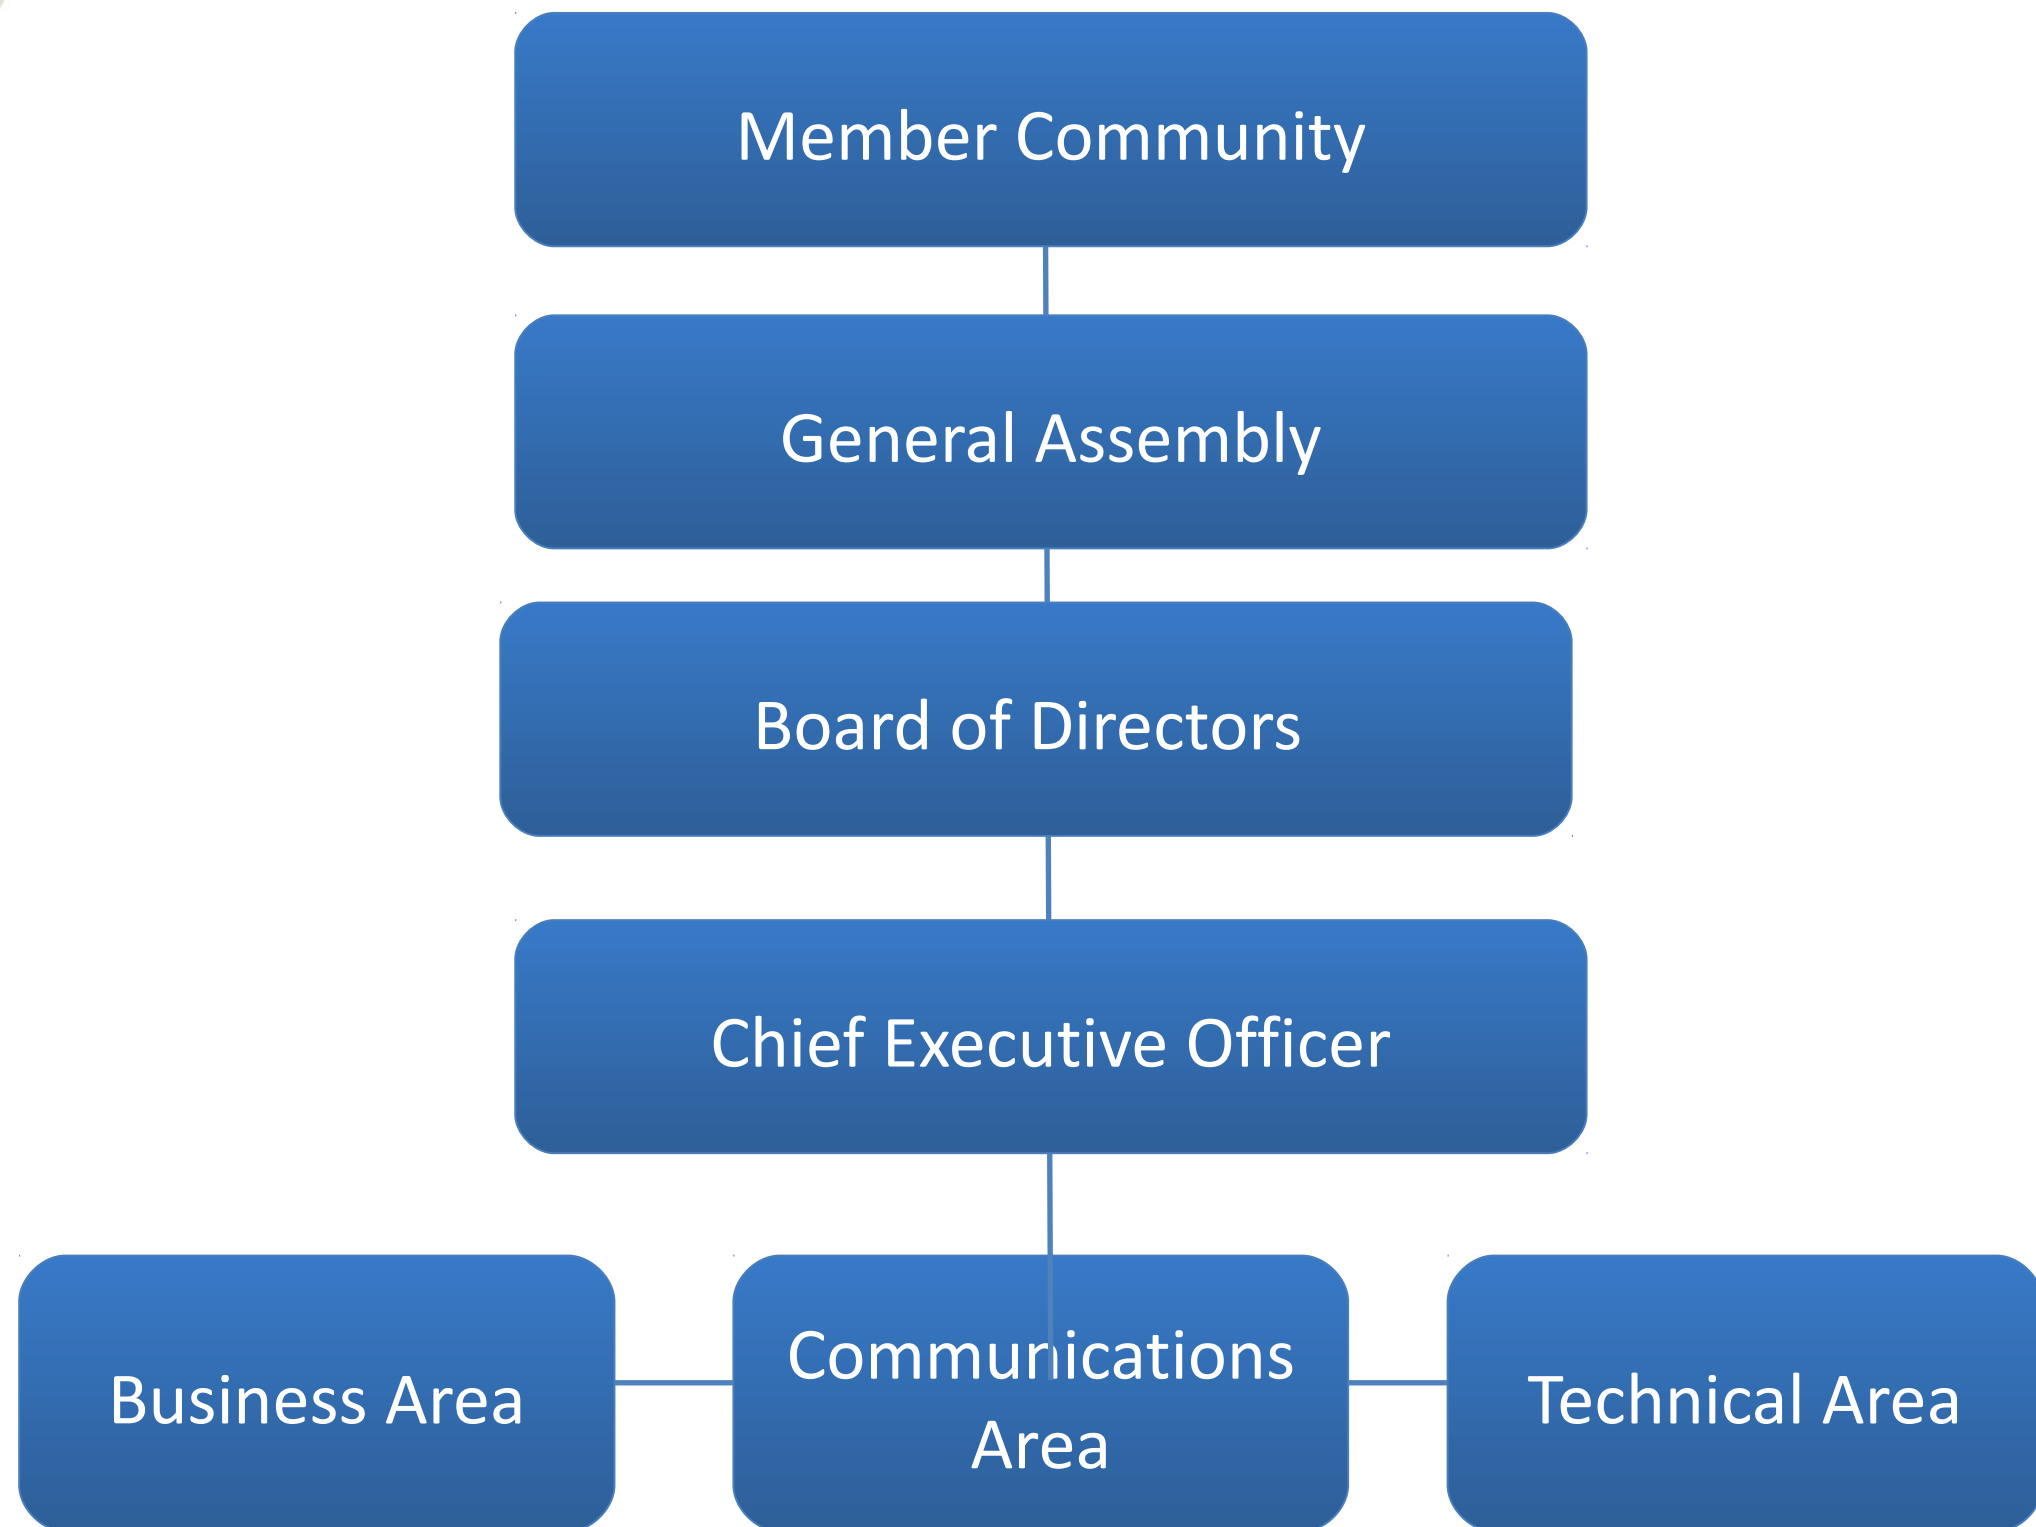 Member Community
General Assembly
Board of Directors
Chief Executive Officer
Business Area
Communications
Area
Technical Area